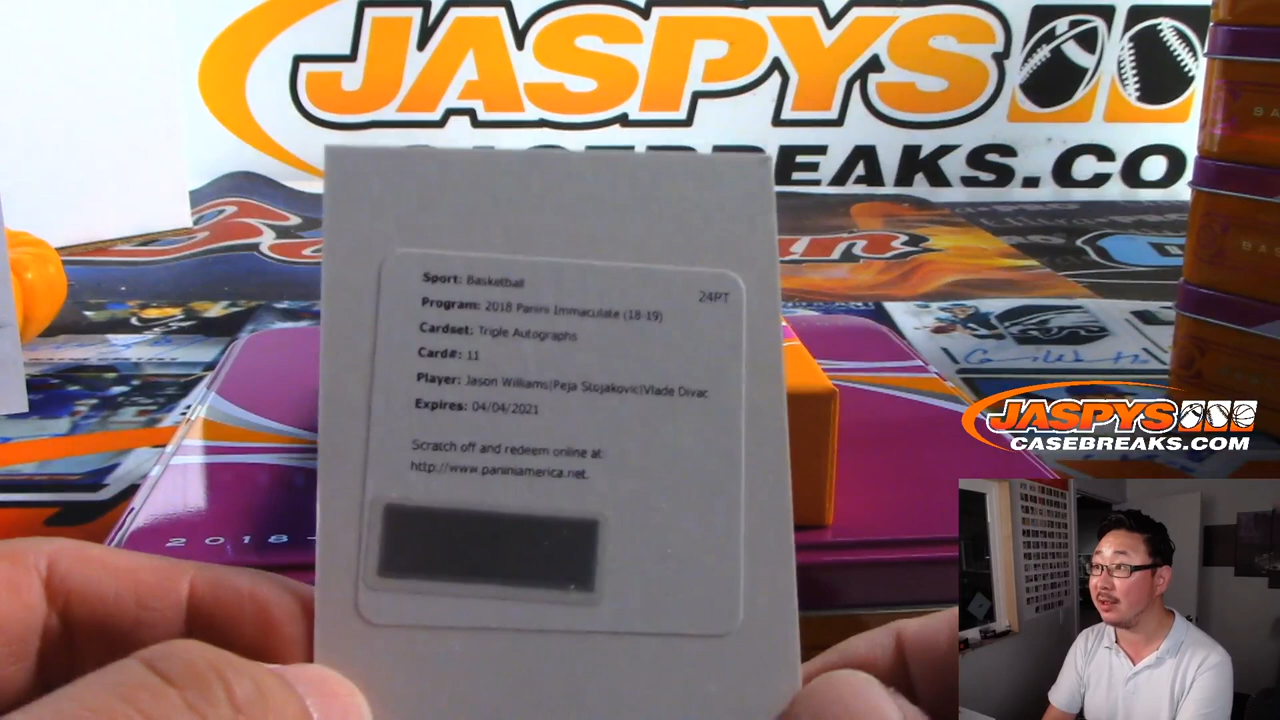 JASPYS
CASEBREAKS.CO
Sport: Basketball
24PT
Program: 2018 Panini Immaculate (18-19)
Cardset: Triple Autographs
Card#: 11
Player: Jason Williams|Peja Stojakovic|Vlade Divac
Expires: 04/04/2021
Scratch off and redeem online at:
http://www.paniniamerica.net.
2018-
JASPYS
CASEBREAKS.COM